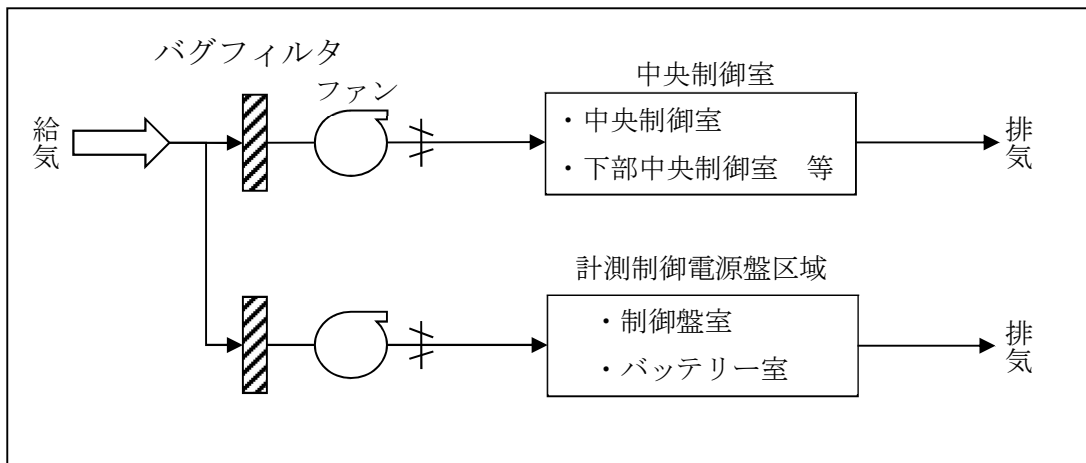 バグフィルタ
ファン
給気
中央制御室
・中央制御室
・下部中央制御室　等
排気
計測制御電源盤区域
・制御盤室
・バッテリー室
排気